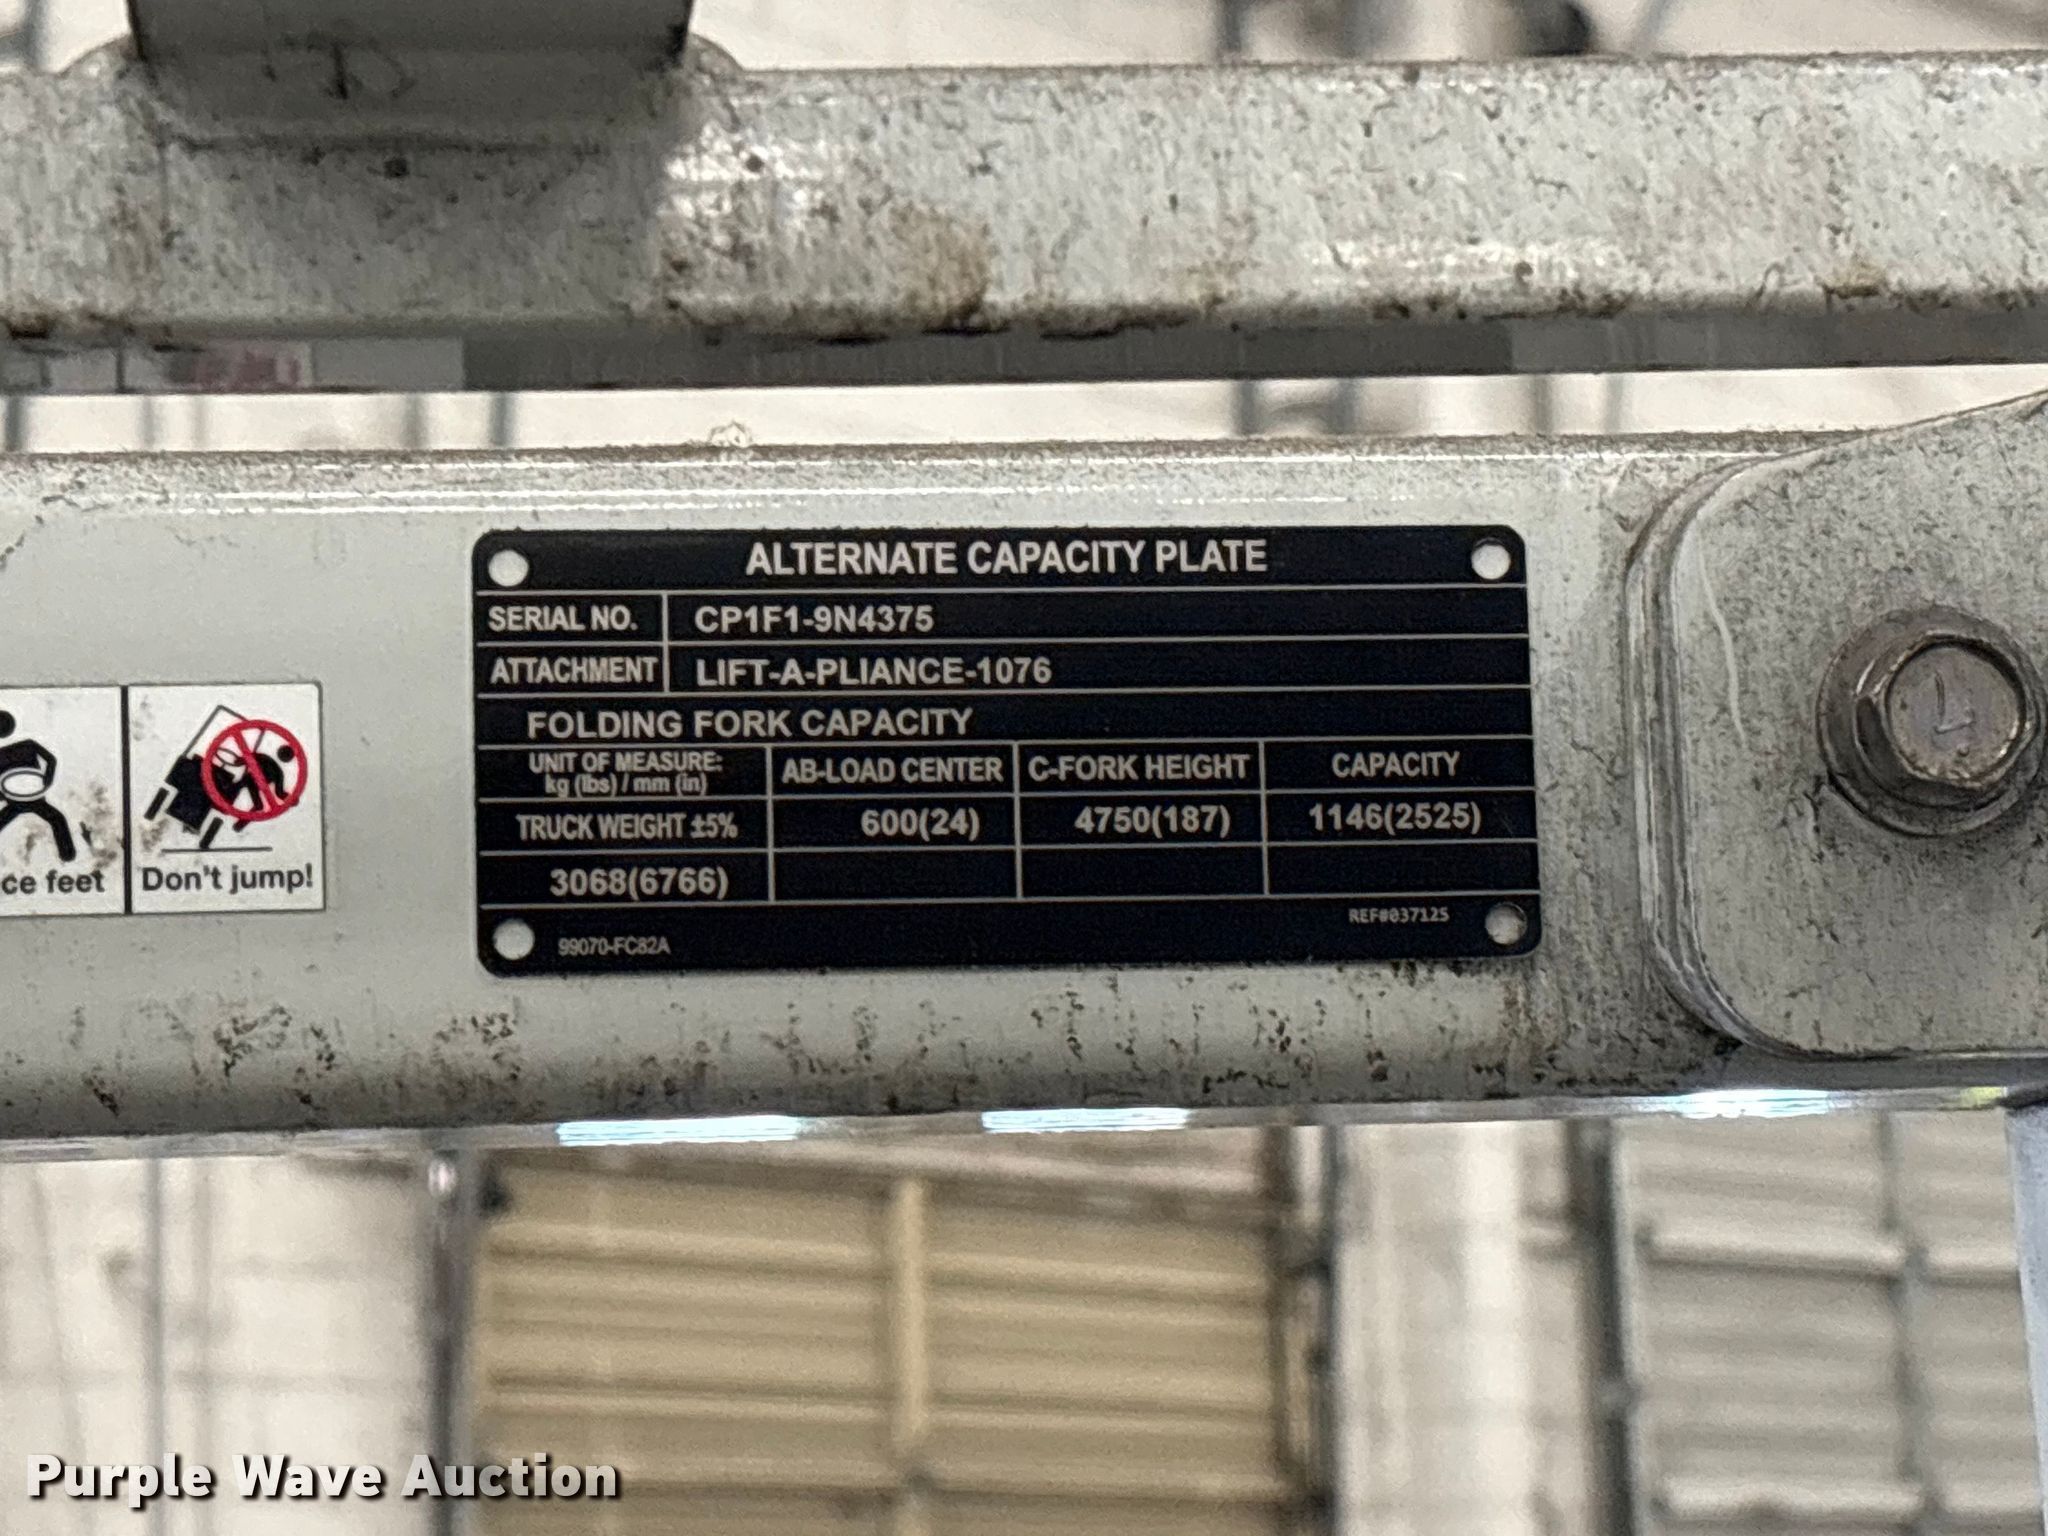 ALTERNATE CAPACITY PLATE
SERIAL NO. CP1F1-9N4375
ATTACHMENT LIFT-A-PLIANCE-1076
FOLDING FORK CAPACITY
UNIT OF MEASURE:
kg (lbs) / mm (in)
AB-LOAD CENTER C-FORK HEIGHT CAPACITY
TRUCK WEIGHT ±5% 600(24) 4750(187) 1146(2525)
3068(6766)
REF#037125
99070-FC82A
ce feet
Don't jump!
Purple Wave Auction